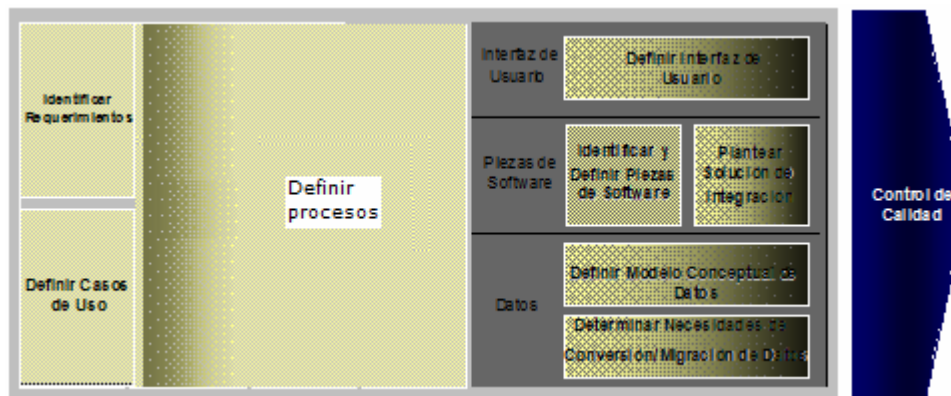 Identificar
Requerimientos
Definir Casos
de Uso
Definir
procesos
Interfaz de
Usuario
Definir Interfaz de
Usuario
Piezas de
Software
Identificar y
Definir Piezas
de Software
Plantear
Solución de
Integración
Datos
Definir Modelo Conceptual de
Datos
Determinar Necesidades de
Conversión/Migración de Datos
Control de
Calidad